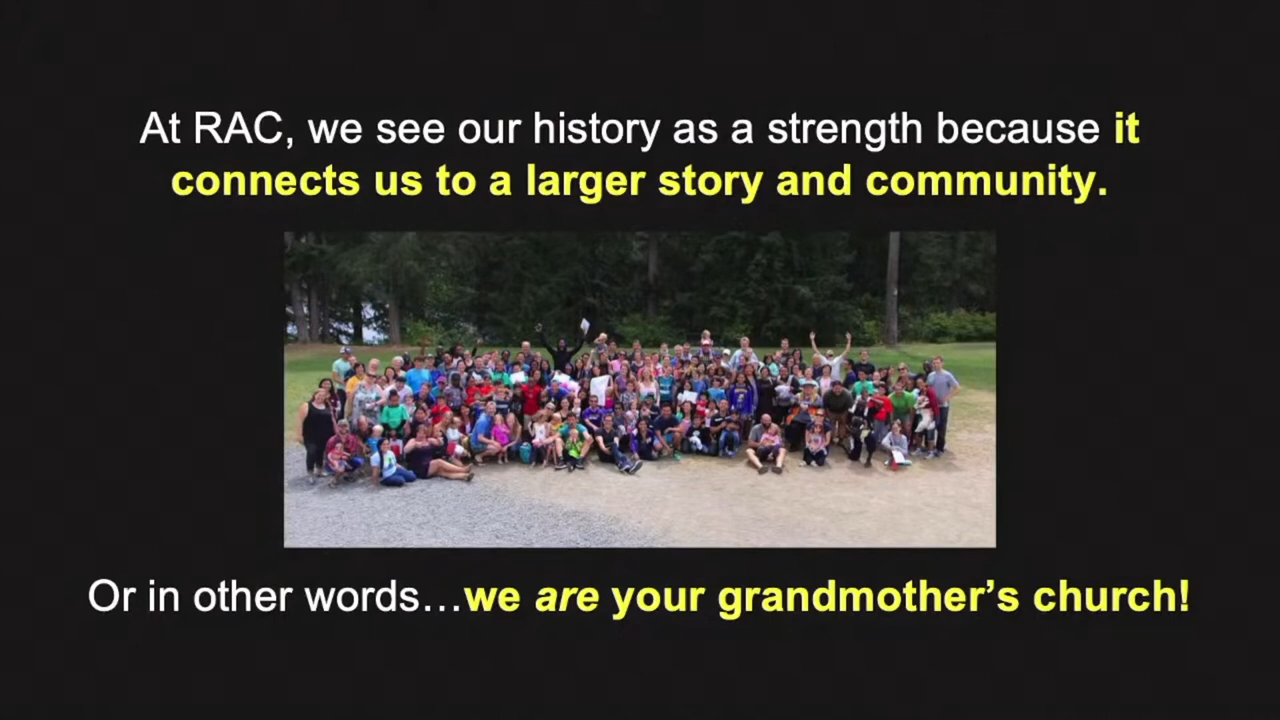 At RAC, we see our history as a strength because it
connects us to a larger story and community.
Or in other words…we are your grandmother’s church!